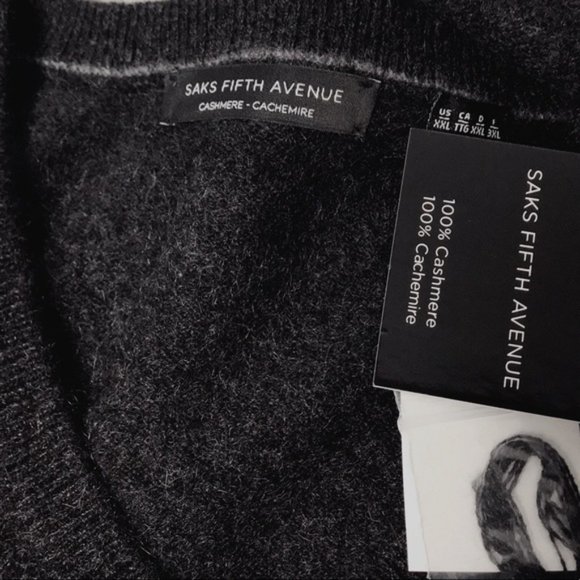 SAKS FIFTH AVENUE
CASHMERE - CACHEMIRE
US CA D I
XXL TTG XXL 3XL
SAKS FIFTH AVENUE
100% Cashmere
100% Cachemire